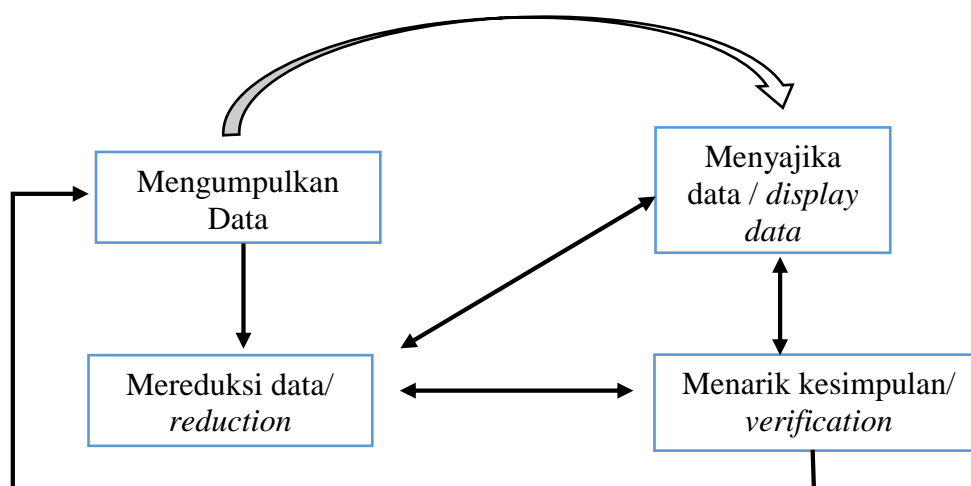 Mengumpulkan
Data
Menyajika
data / display
data
Mereduksi data/
reduction
Menarik kesimpulan/
verification